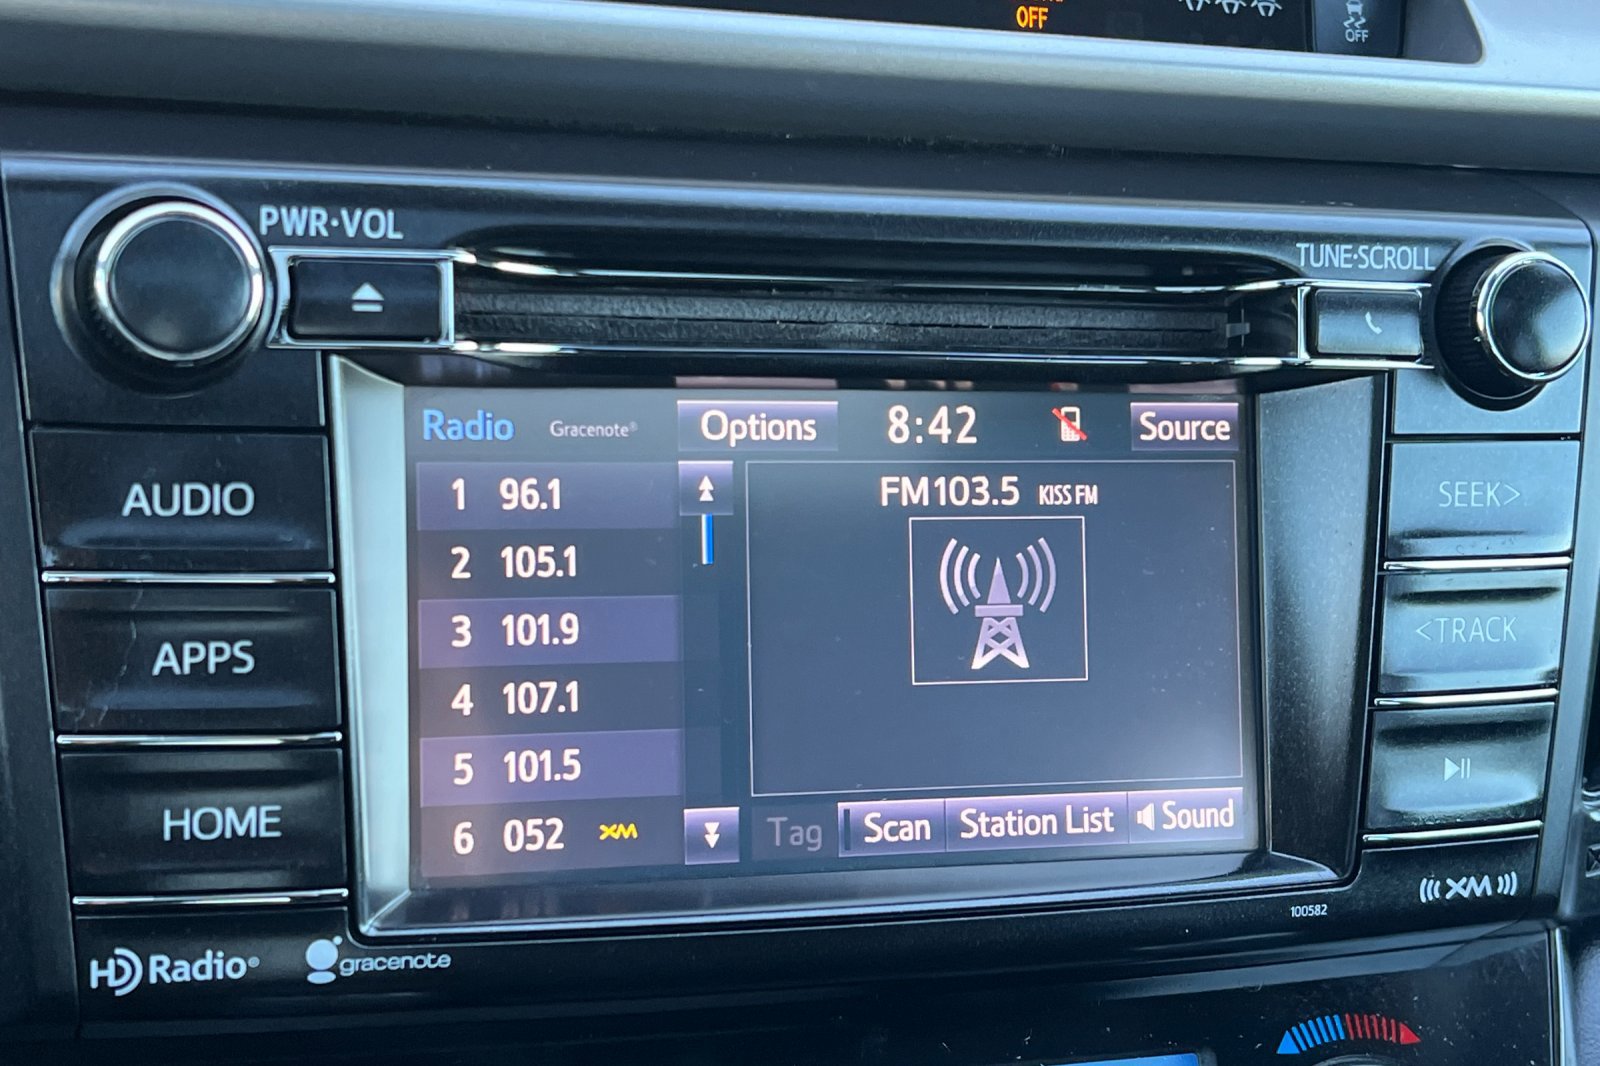 OFF
OFF
PWR·VOL
TUNE·SCROLL
Radio Gracenote® Options 8:42 Source
1 96.1
2 105.1
3 101.9
4 107.1
5 101.5
6 052 XM
FM103.5 KISS FM
Tag Scan Station List Sound
AUDIO
APPS
HOME
SEEK>
<TRACK
XM
100582
HD Radio®
gracenote